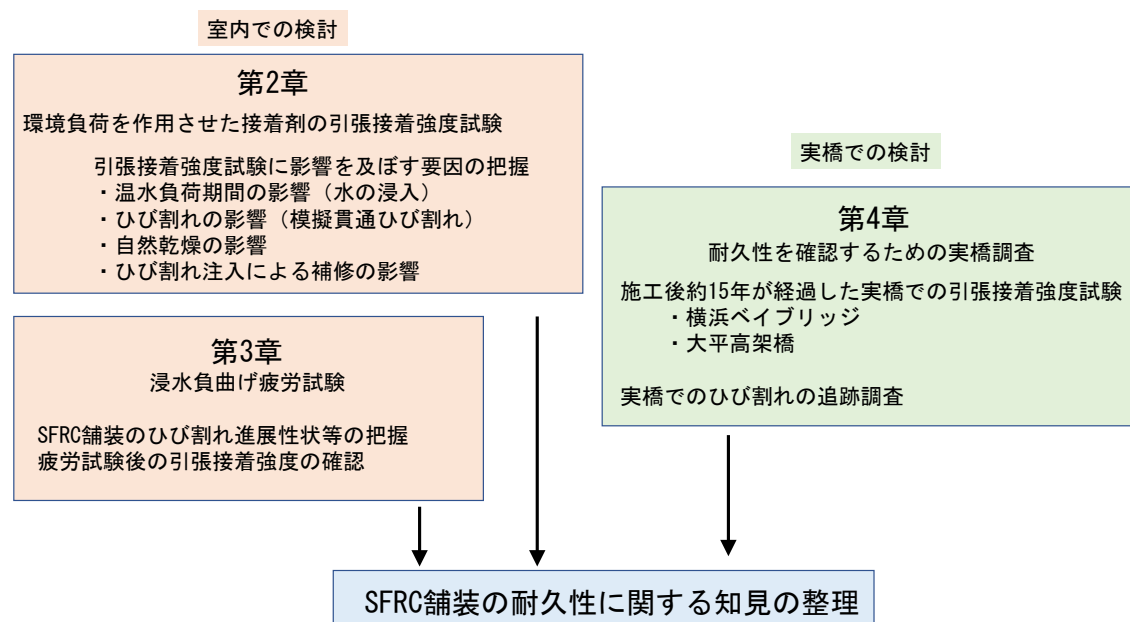 室内での検討
第2章
環境負荷を作用させた接着剤の引張接着強度試験
引張接着強度試験に影響を及ぼす要因の把握
・温水負荷期間の影響（水の浸入）
・ひび割れの影響（模擬貫通ひび割れ）
・自然乾燥の影響
・ひび割れ注入による補修の影響
第3章
浸水負曲げ疲労試験
SFRC舗装のひび割れ進展性状等の把握
疲労試験後の引張接着強度の確認
実橋での検討
第4章
耐久性を確認するための実橋調査
施工後約15年が経過した実橋での引張接着強度試験
・横浜ベイブリッジ
・大平高架橋
実橋でのひび割れの追跡調査
SFRC舗装の耐久性に関する知見の整理